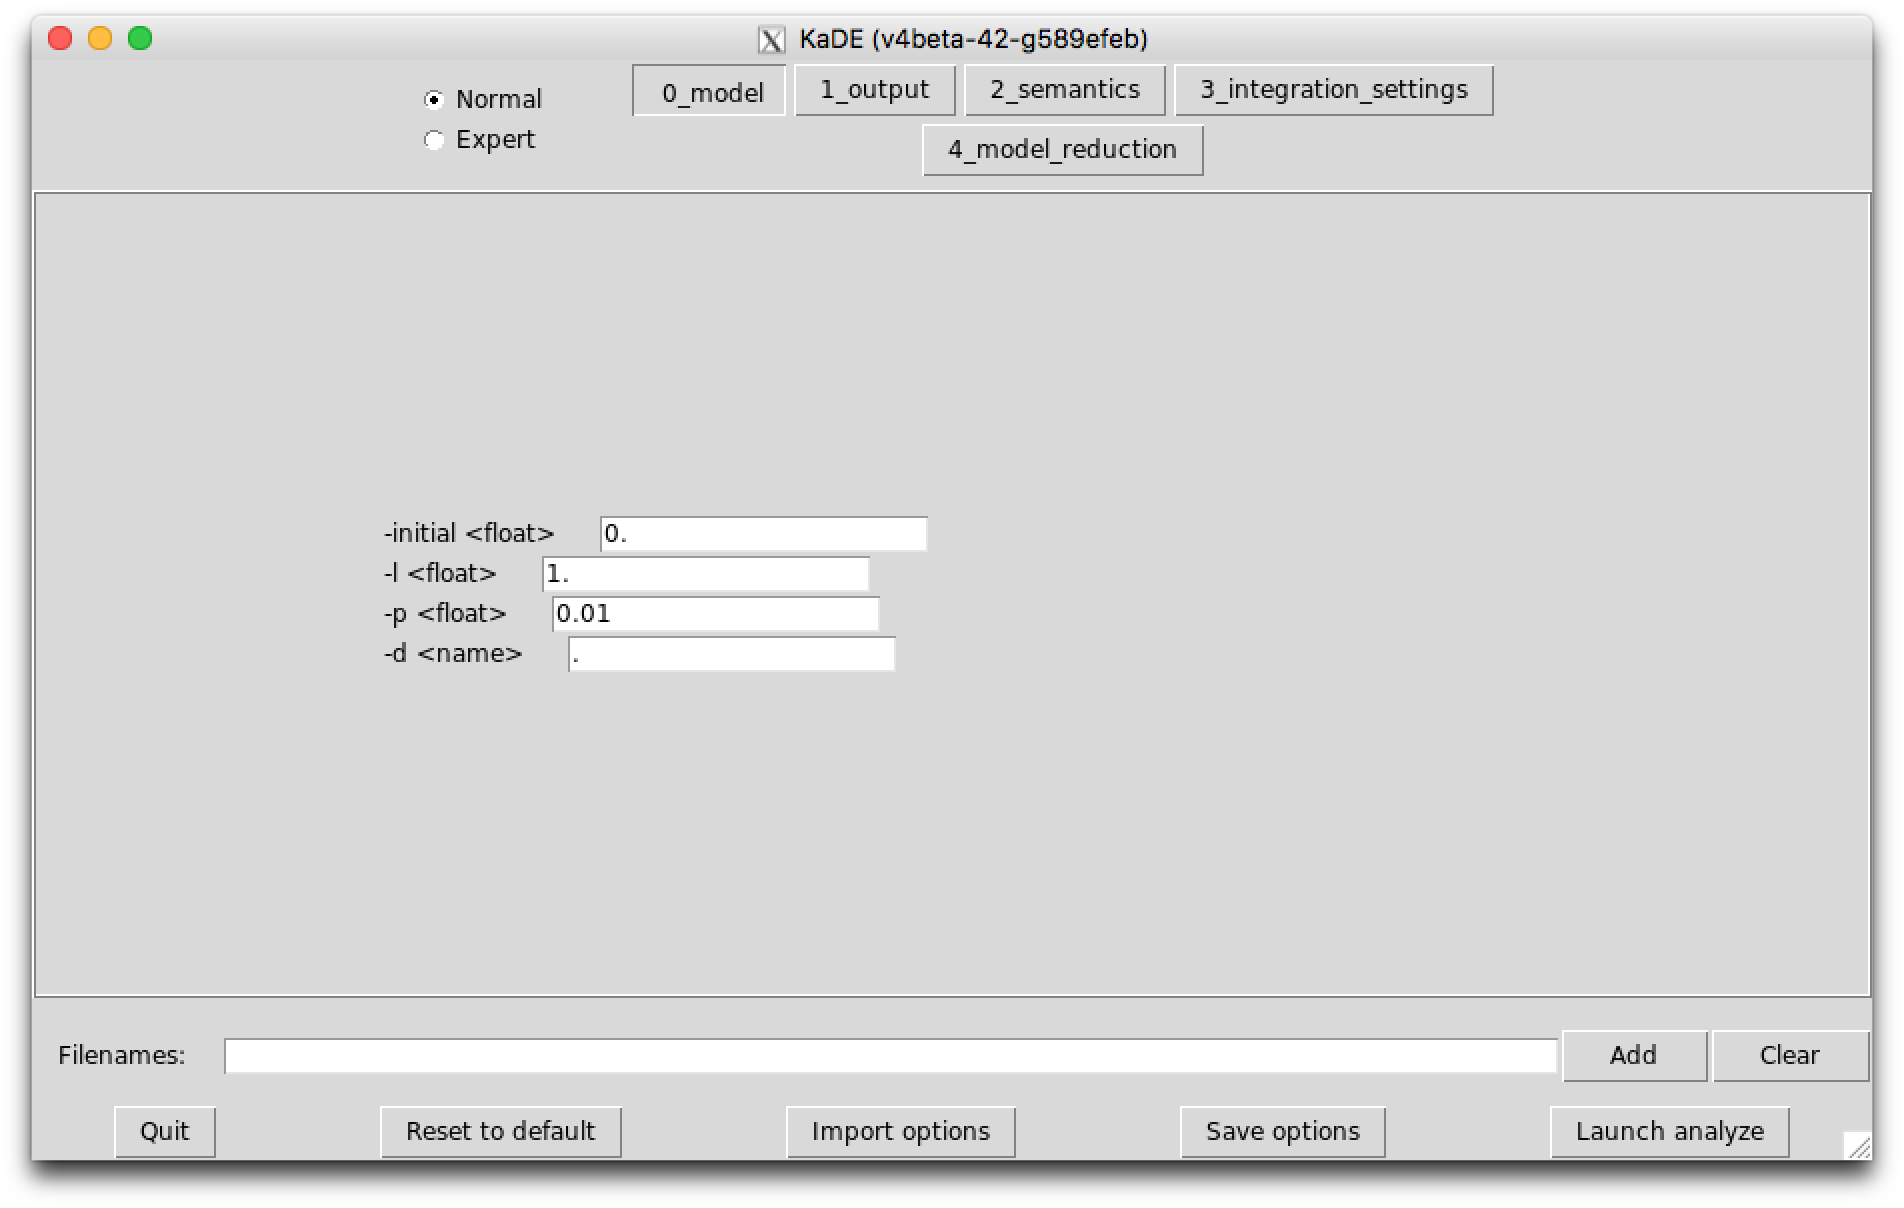 KaDE (v4beta-42-g589efeb)
Normal
Expert
0_model 1_output 2_semantics 3_integration_settings
4_model_reduction
-initial <float> 0.
-l <float> 1.
-p <float> 0.01
-d <name> .
Filenames: Add Clear
Quit Reset to default Import options Save options Launch analyze